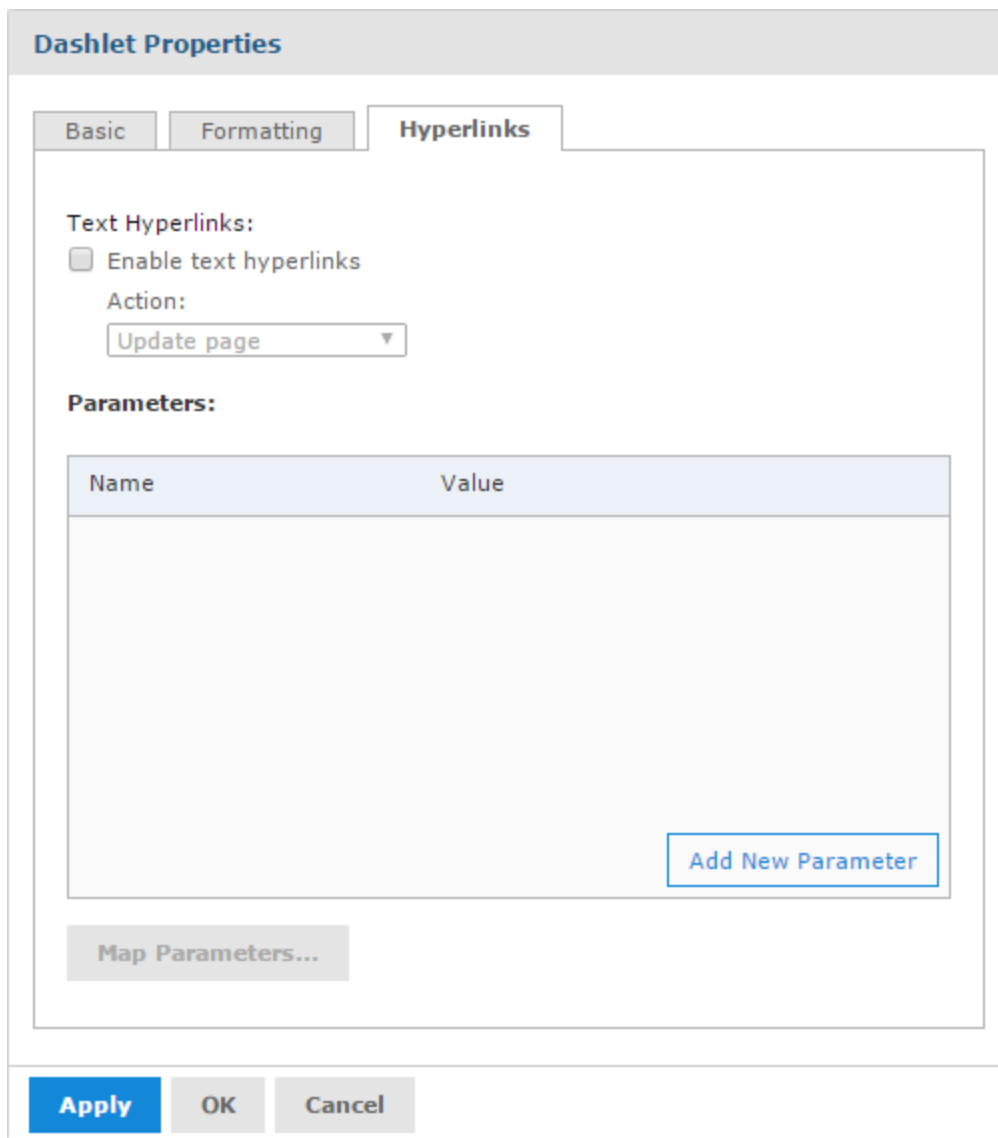 Dashlet Properties
Basic Formatting Hyperlinks
Text Hyperlinks:
Enable text hyperlinks
Action:
Update page
Parameters:
Name Value
Add New Parameter
Map Parameters...
Apply OK Cancel